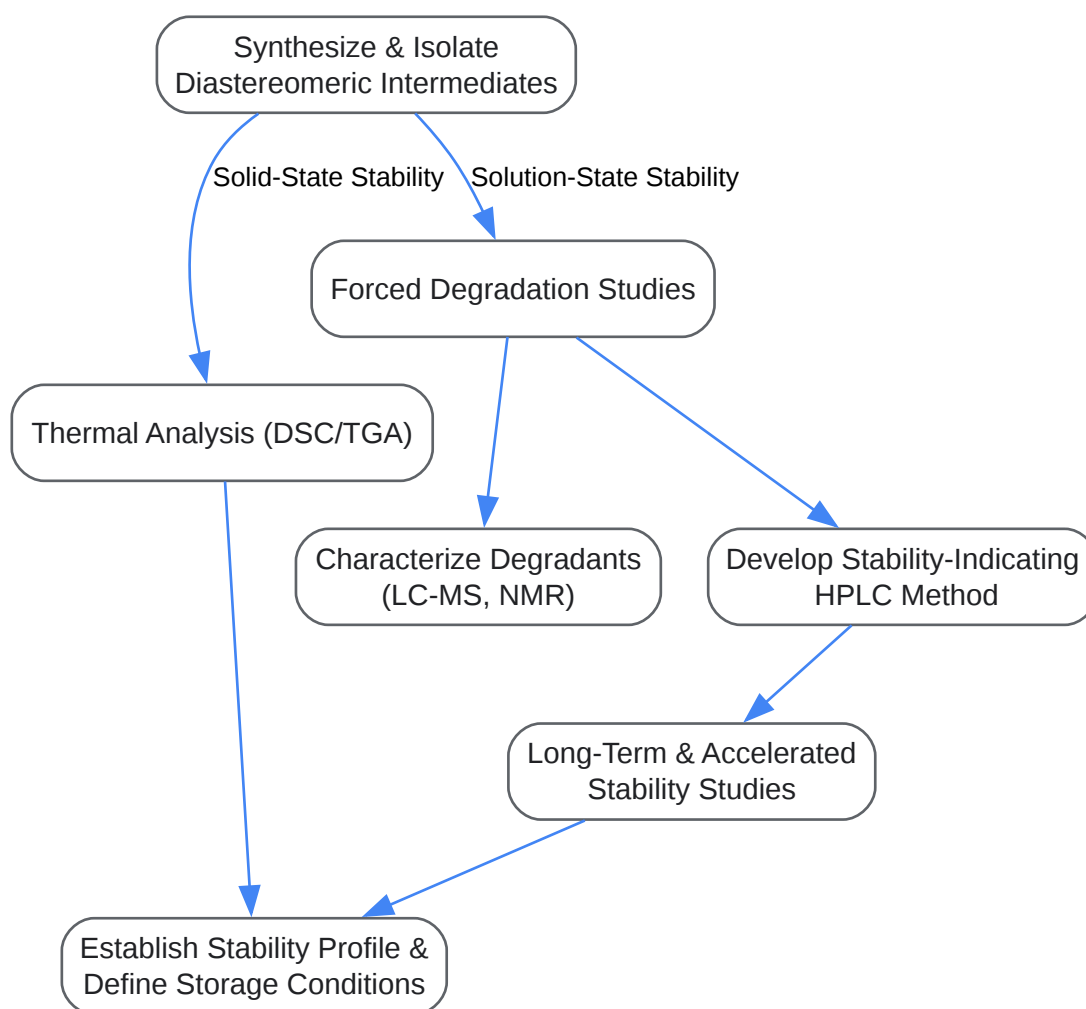 Synthesize & Isolate
Diastereomeric Intermediates
Solid-State Stability
Solution-State Stability
Forced Degradation Studies
Thermal Analysis (DSC/TGA)
Characterize Degradants
(LC-MS, NMR)
Develop Stability-Indicating
HPLC Method
Long-Term & Accelerated
Stability Studies
Establish Stability Profile &
Define Storage Conditions